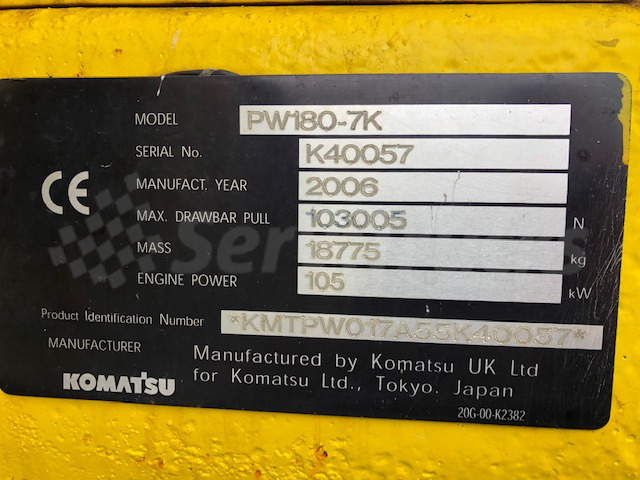 MODEL PW180-7K
SERIAL No. K40057
MANUFACT. YEAR 2006
MAX. DRAWBAR PULL 103005 N
MASS 18775 kg
ENGINE POWER 105 kW
CE
Product Identification Number *KMTPW017A55K40057*
MANUFACTURER Manufactured by Komatsu UK Ltd
for Komatsu Ltd., Tokyo. Japan
KOMATSU
20G-00-K2382